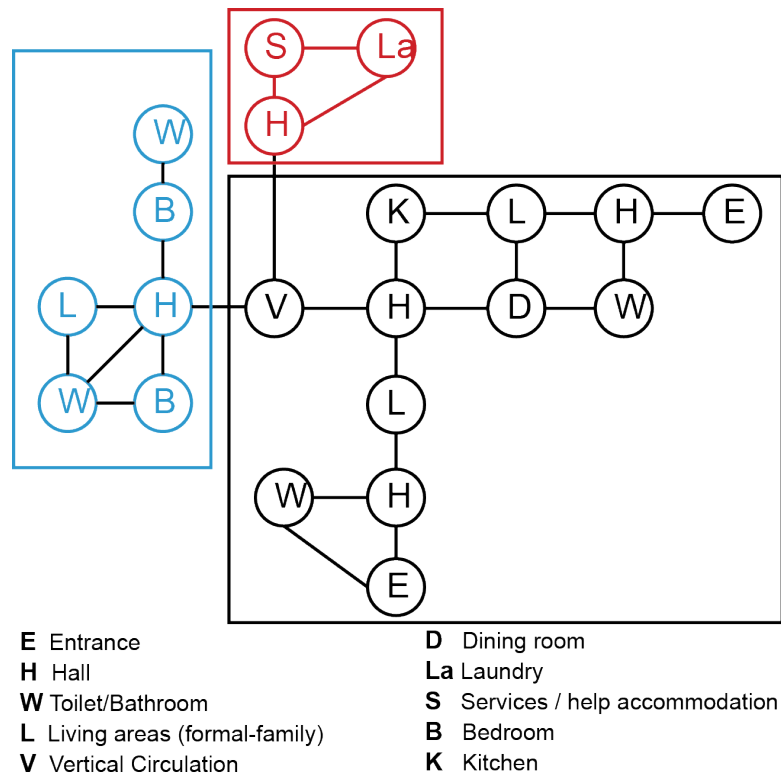 S La
H
W
B
K L H E
L H V H D W
W B L
W H
E
E Entrance
H Hall
W Toilet/Bathroom
L Living areas (formal-family)
V Vertical Circulation
D Dining room
La Laundry
S Services / help accommodation
B Bedroom
K Kitchen